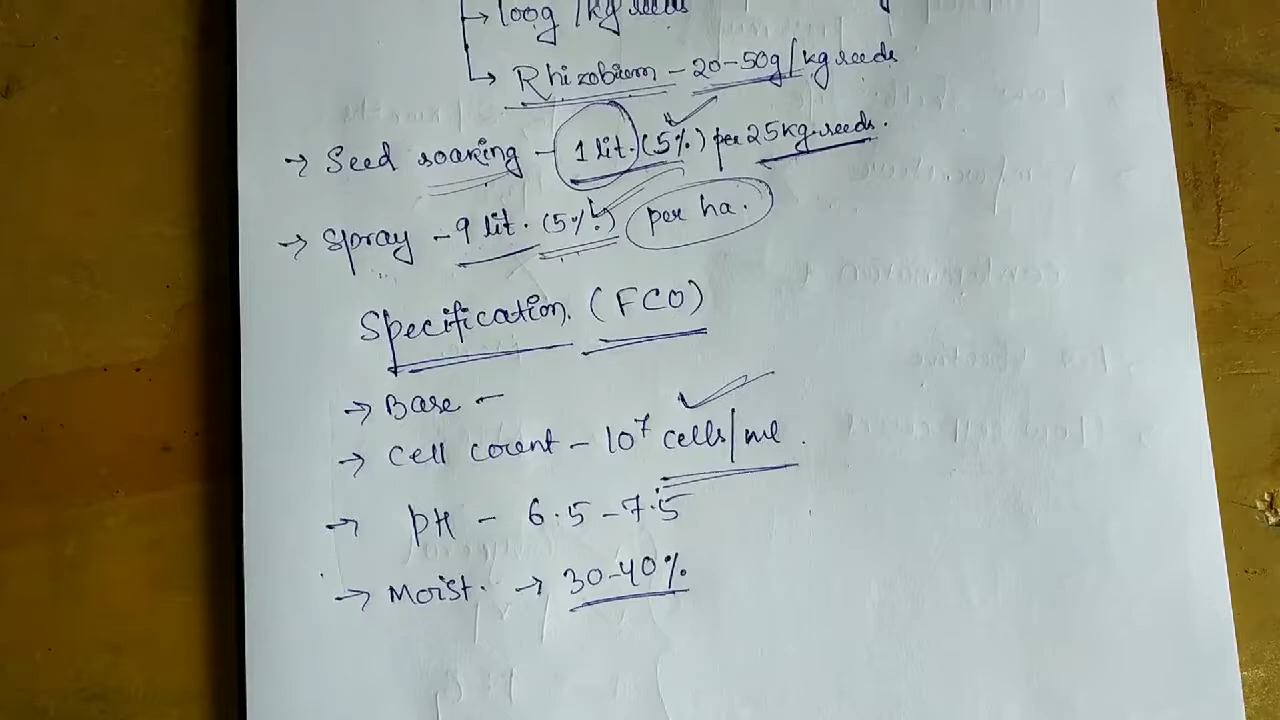 → 100g /kg seeds
→ Rhizobium - 20-50g/kg seeds
→ Seed soaking - 1 lit. (5%) per 25kg seeds.
→ Spray - 9 lit. (5%) per ha.
Specification. (FCO)
→ Base -
→ Cell count - 10⁷ cells/ml.
→ pH - 6.5-7.5
→ Moist. → 30-40%